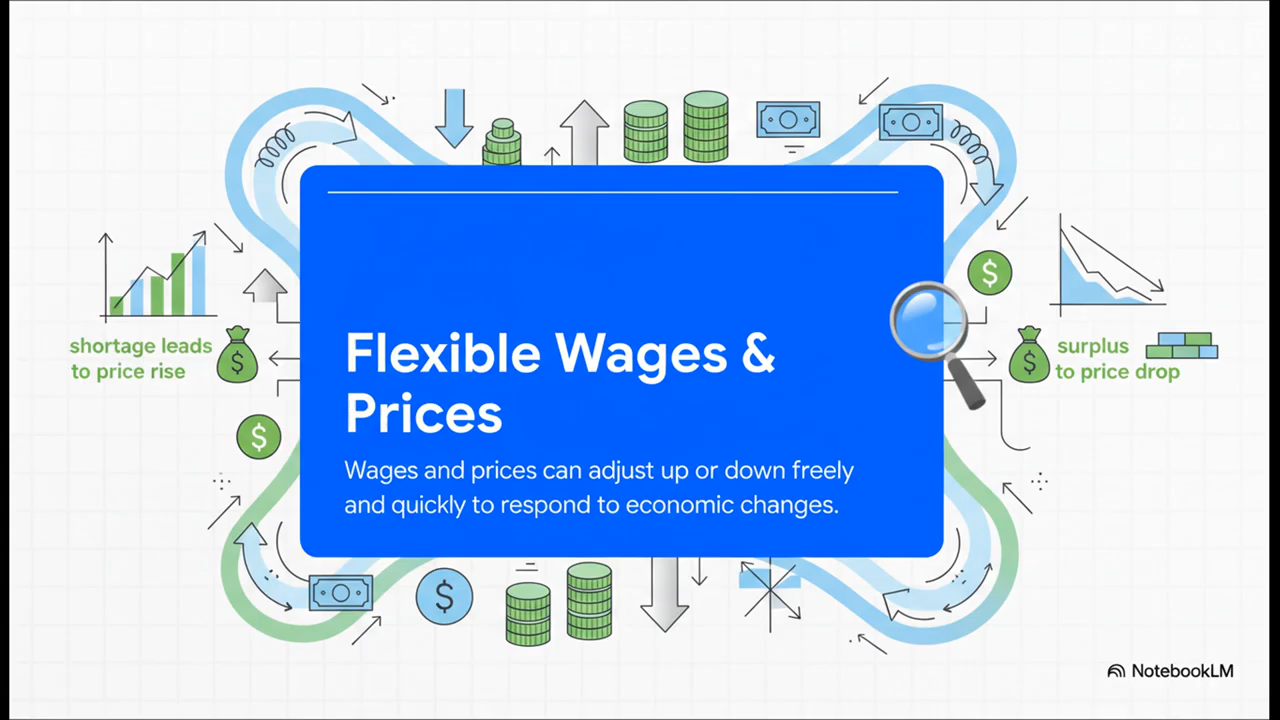 Flexible Wages &
Prices
Wages and prices can adjust up or down freely
and quickly to respond to economic changes.
shortage leads
to price rise
$
$
$
$
$
surplus
to price drop
NotebookLM